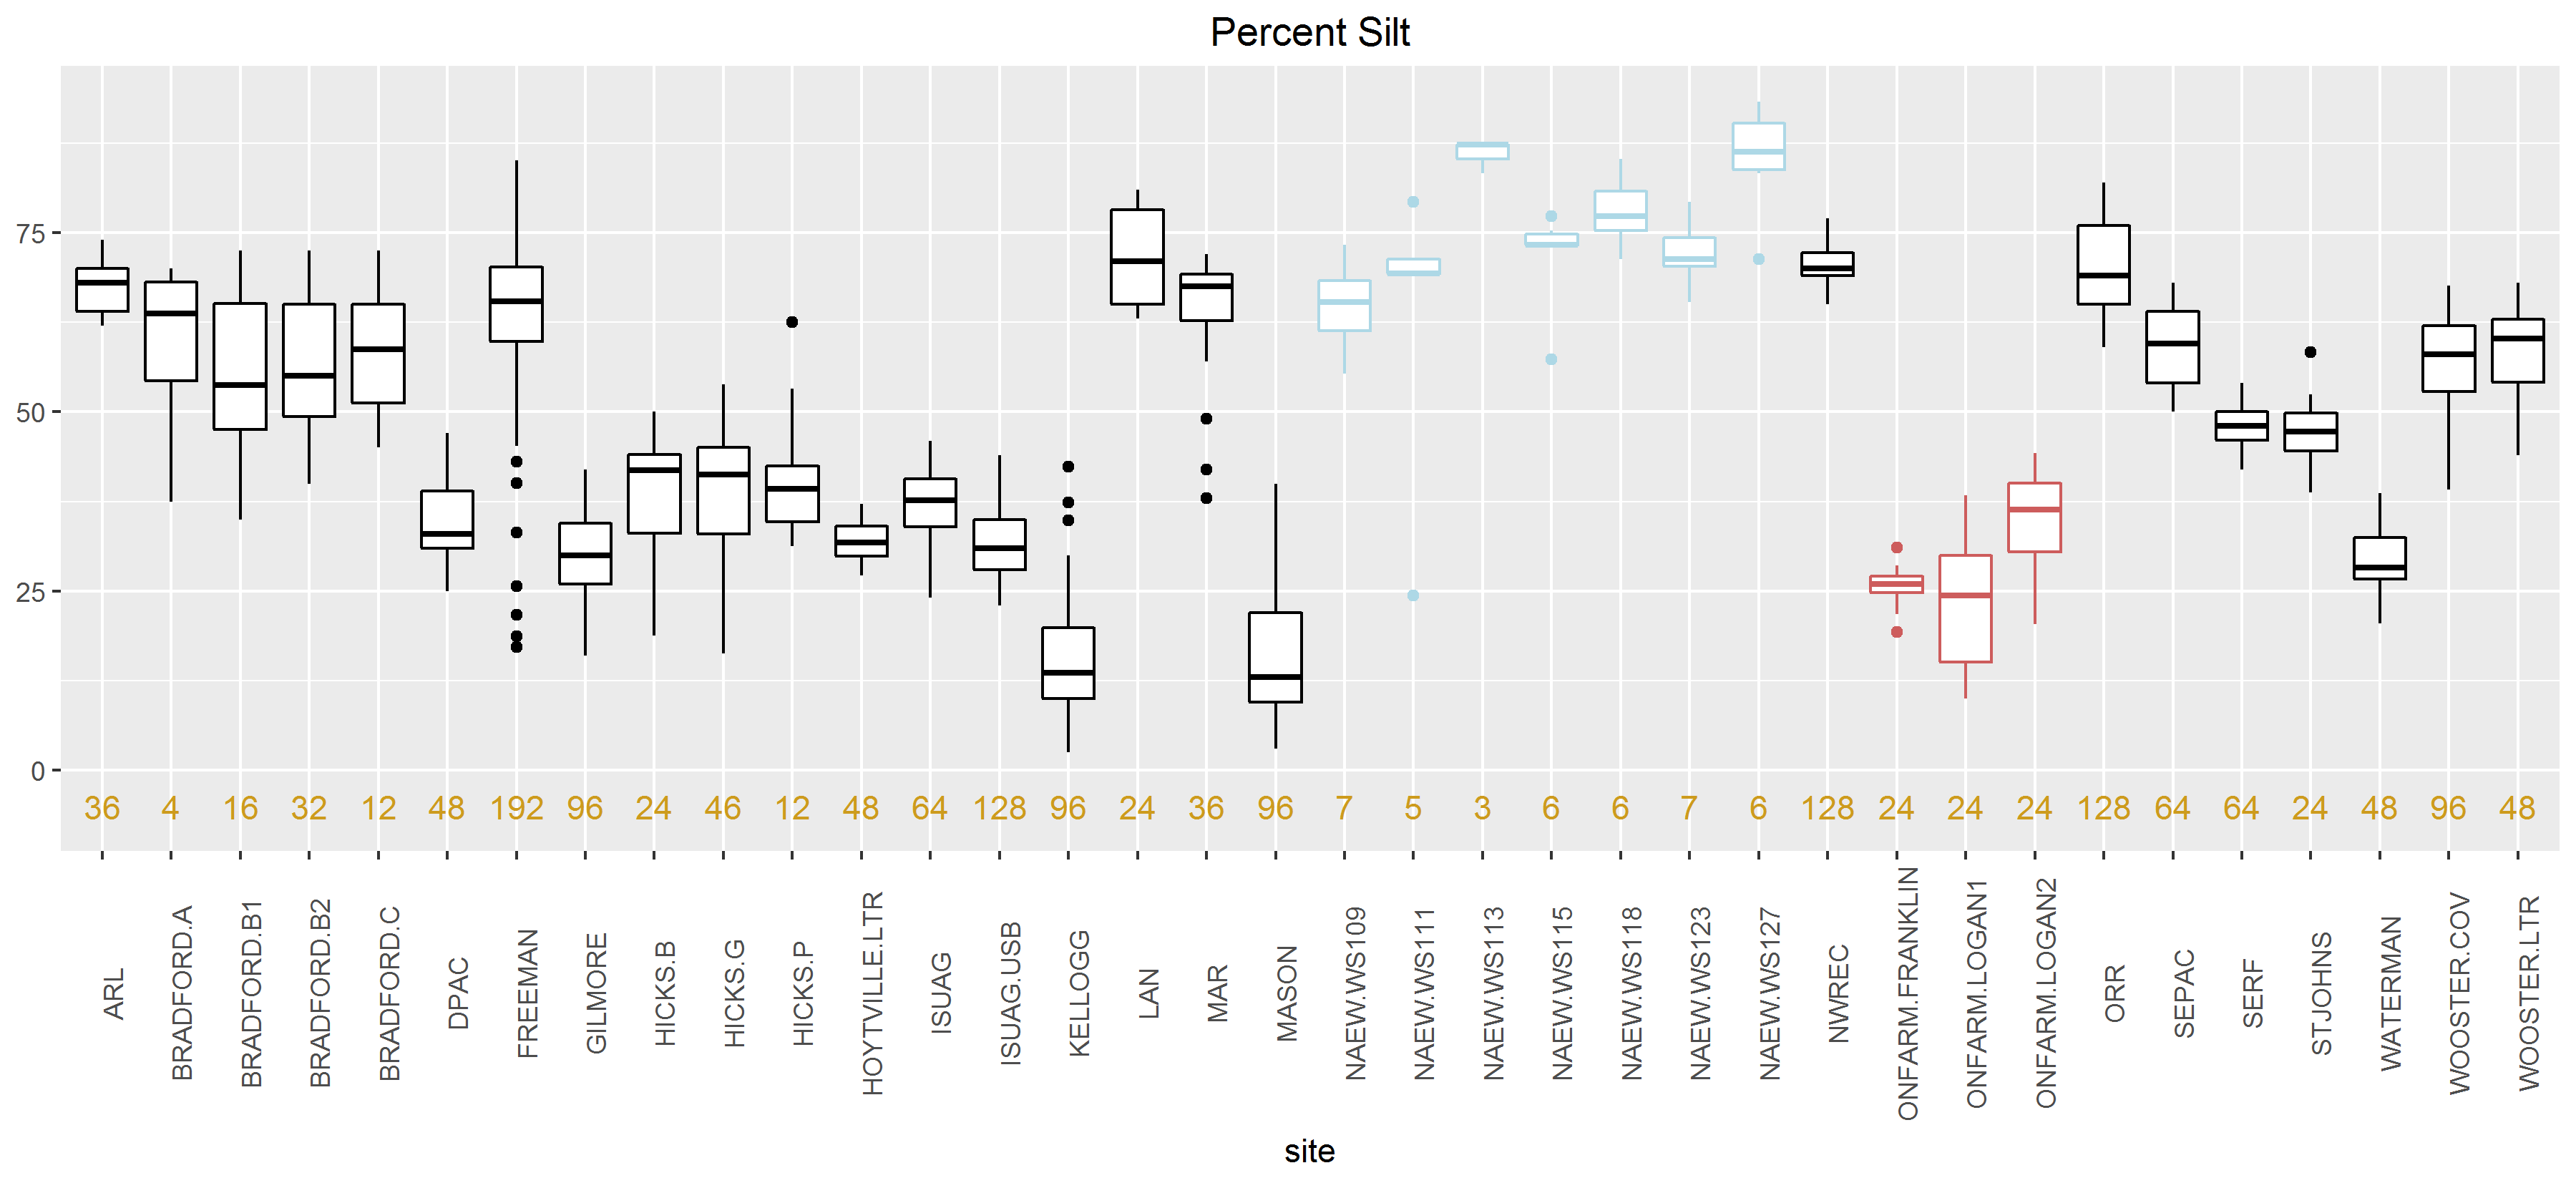 Percent Silt
75
50
25
0
36 4 16 32 12 48 192 96 24 46 12 48 64 128 96 24 36 96 7 5 3 6 6 7 6 128 24 24 24 128 64 64 24 48 96 48
ARL
BRADFORD.A
BRADFORD.B1
BRADFORD.B2
BRADFORD.C
DPAC
FREEMAN
GILMORE
HICKS.B
HICKS.G
HICKS.P
HOYTVILLE.LTR
ISUAG
ISUAG.USB
KELLOGG
LAN
MAR
MASON
NAEW.WS109
NAEW.WS111
NAEW.WS113
NAEW.WS115
NAEW.WS118
NAEW.WS123
NAEW.WS127
NWREC
ONFARM.FRANKLIN
ONFARM.LOGAN1
ONFARM.LOGAN2
ORR
SEPAC
SERF
STJOHNS
WATERMAN
WOOSTER.COV
WOOSTER.LTR
site